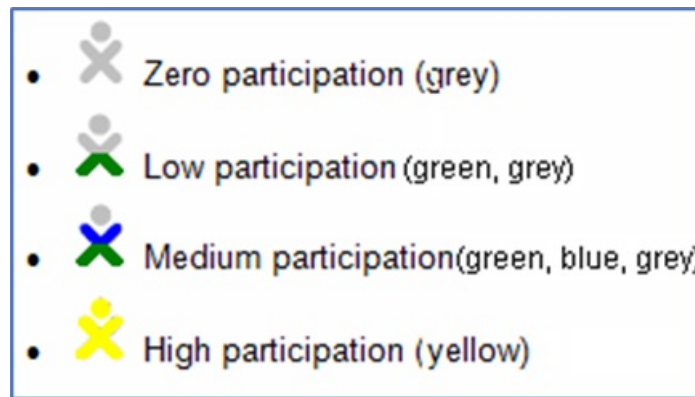 • Zero participation (grey)
• Low participation (green, grey)
• Medium participation(green, blue, grey)
• High participation (yellow)